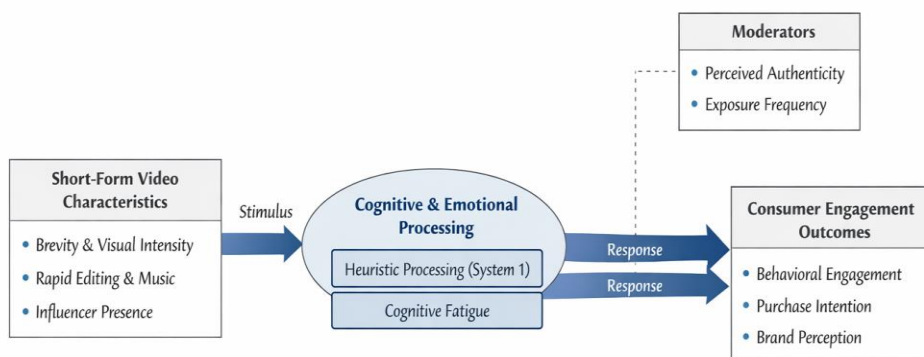 Moderators
• Perceived Authenticity
• Exposure Frequency
Short-Form Video
Characteristics
• Brevity & Visual Intensity
• Rapid Editing & Music
• Influencer Presence
Stimulus
Cognitive & Emotional
Processing
Heuristic Processing (System 1)
Cognitive Fatigue
Response
Response
Consumer Engagement
Outcomes
• Behavioral Engagement
• Purchase Intention
• Brand Perception